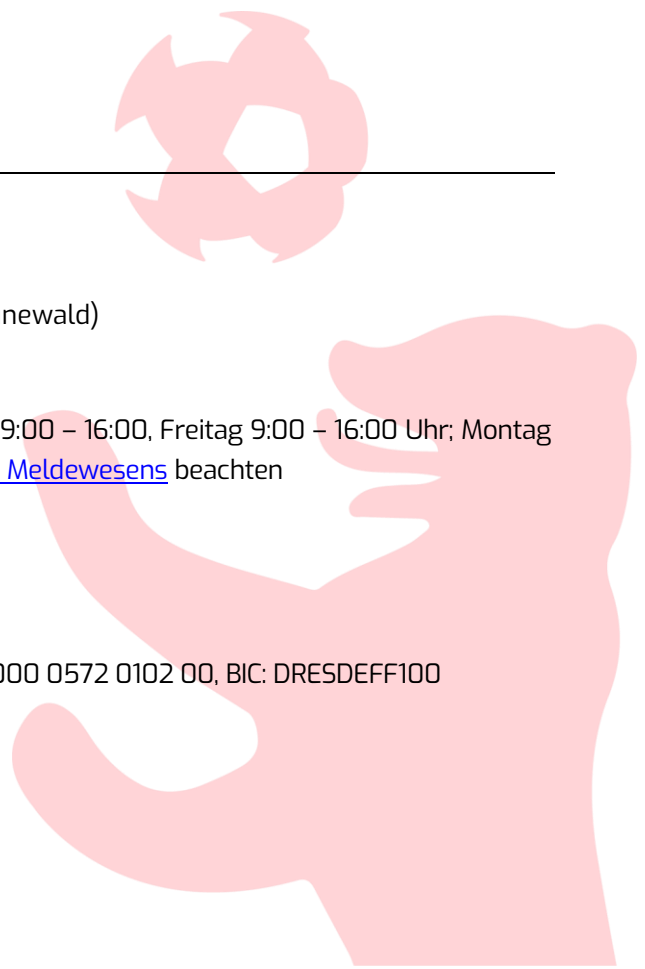 newald)
9:00 – 16:00, Freitag 9:00 – 16:00 Uhr; Montag
Meldewesens beachten
000 0572 0102 00, BIC: DRESDEFF100